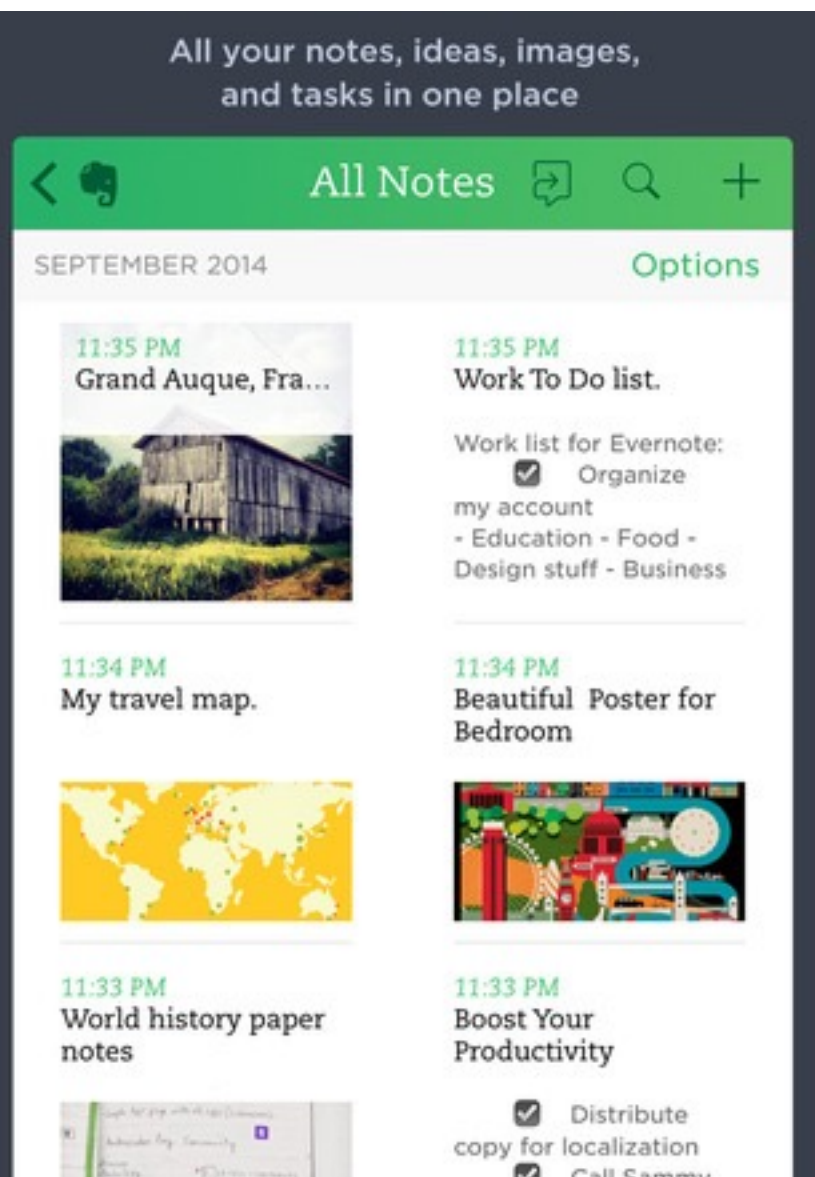 All your notes, ideas, images,
and tasks in one place
All Notes
SEPTEMBER 2014
Options
11:35 PM
Grand Auque, Fra...
11:35 PM
Work To Do list.
Work list for Evernote:
Organize
my account
- Education - Food -
Design stuff - Business
11:34 PM
My travel map.
11:34 PM
Beautiful Poster for
Bedroom
11:33 PM
World history paper
notes
11:33 PM
Boost Your
Productivity
Distribute
copy for localization
Call Sammy